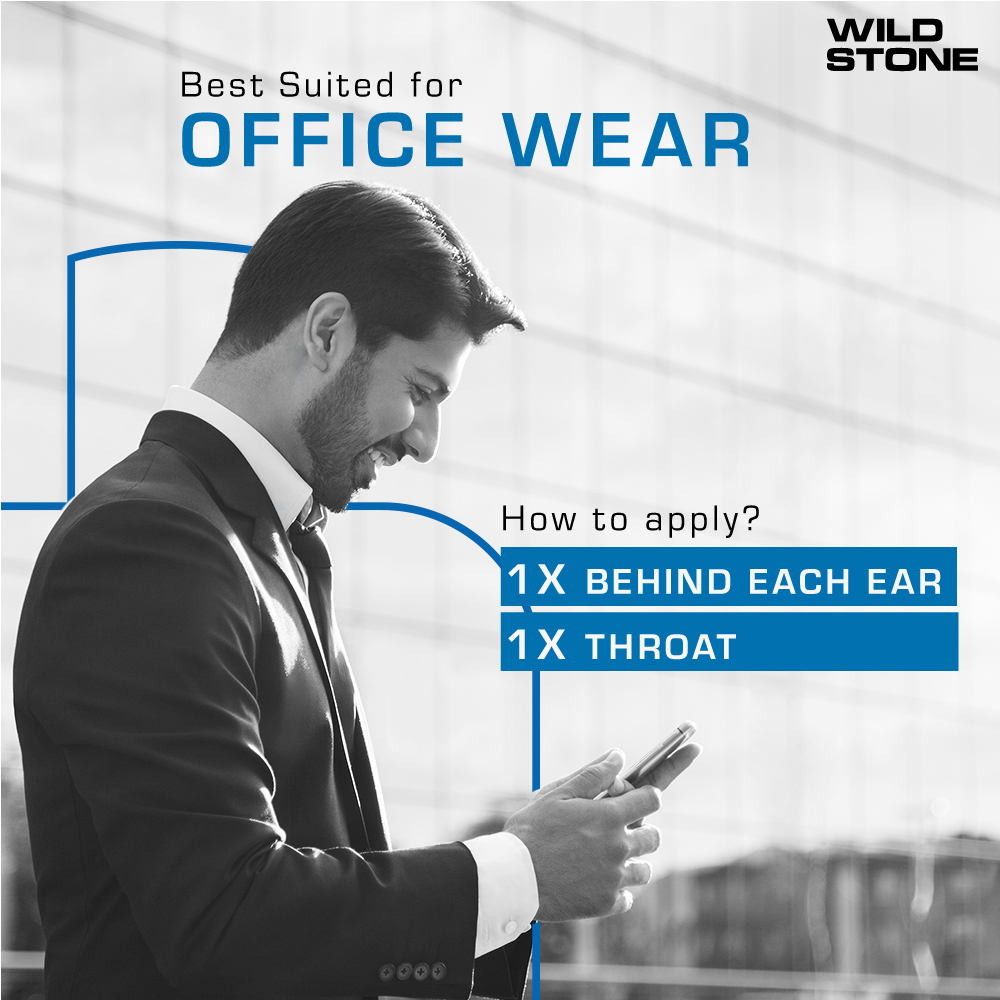 WILD
STONE
Best Suited for
OFFICE WEAR
How to apply?
1X BEHIND EACH EAR
1X THROAT